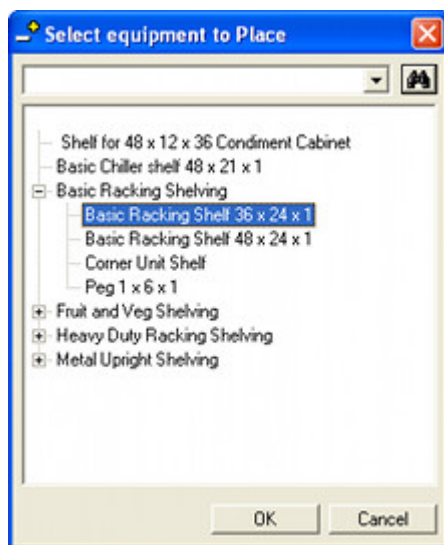 Select equipment to Place
Shelf for 48 x 12 x 36 Condiment Cabinet
Basic Chiller shelf 48 x 21 x 1
Basic Racking Shelving
Basic Racking Shelf 36 x 24 x 1
Basic Racking Shelf 48 x 24 x 1
Corner Unit Shelf
Peg 1 x 6 x 1
Fruit and Veg Shelving
Heavy Duty Racking Shelving
Metal Upright Shelving
OK Cancel